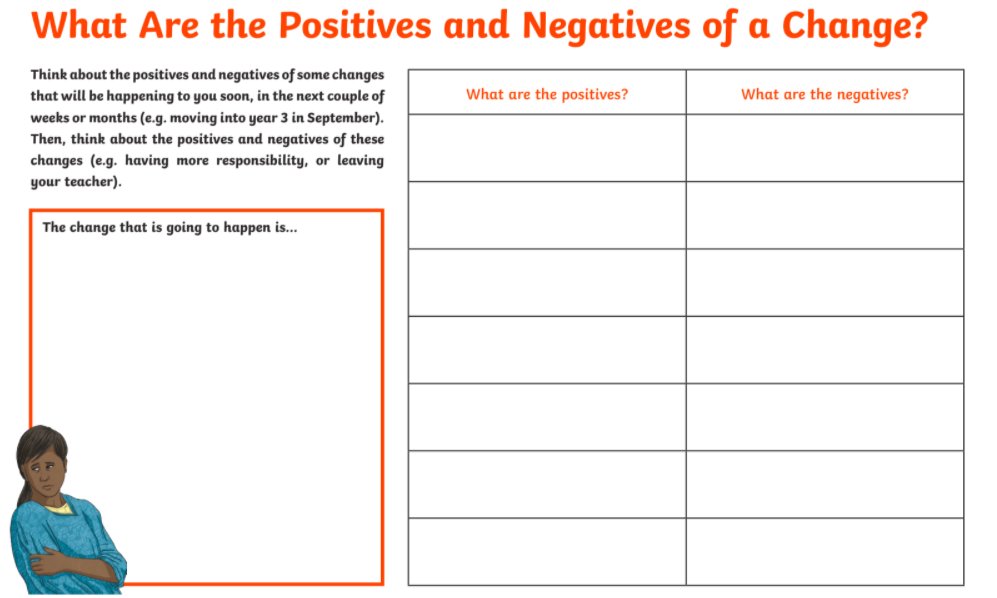 What Are the Positives and Negatives of a Change?
Think about the positives and negatives of some changes
that will be happening to you soon, in the next couple of
weeks or months (e.g. moving into year 3 in September).
Then, think about the positives and negatives of these
changes (e.g. having more responsibility, or leaving
your teacher).
The change that is going to happen is...
What are the positives?
What are the negatives?